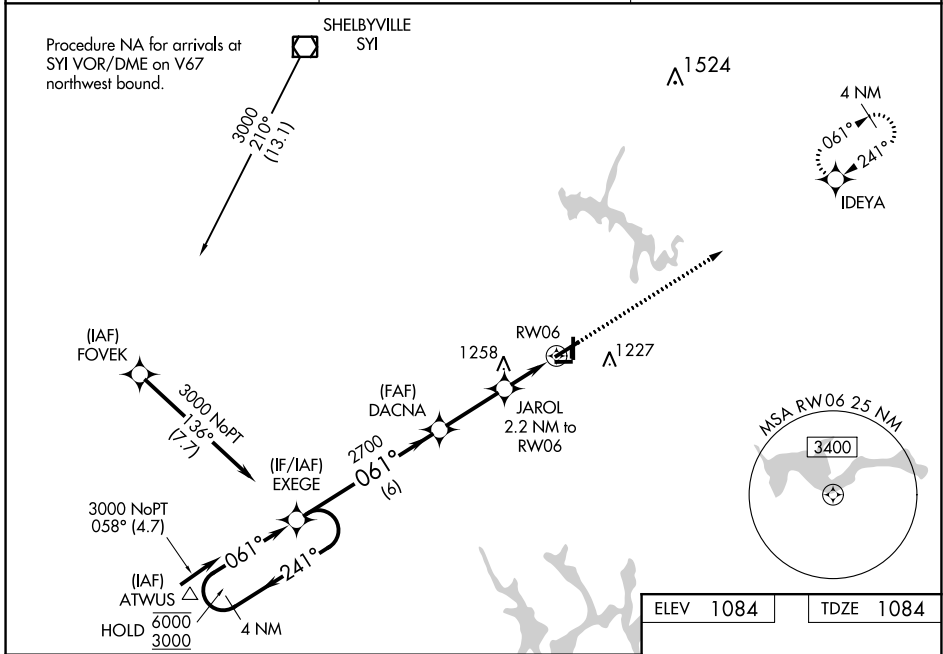 SHELBYVILLE
SYI
Procedure NA for arrivals at
SYI VOR/DME on V67
northwest bound.
3000
210°
(13.1)
1524
4 NM
061°
241°
IDEYA
(IAF)
FOVEK
3000 NoPT
136°
(7.7)
RW06
1258
1227
(FAF)
DACNA
JAROL
2.2 NM to
RW06
2700
061°
(6)
(IF/IAF)
EXEGE
3000 NoPT
058° (4.7)
061°
241°
(IAF)
ATWUS
HOLD 6000
3000
4 NM
MSA RW06 25 NM
3400
ELEV 1084
TDZE 1084